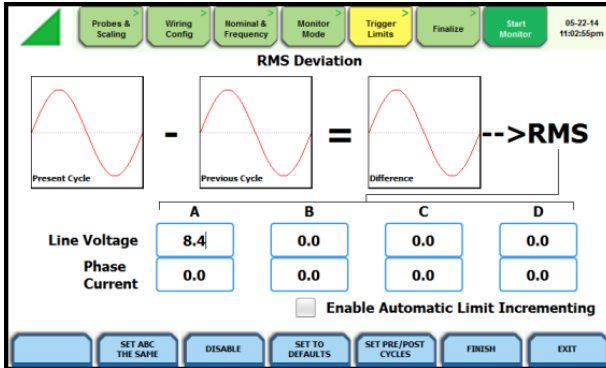 Probes & Scaling
Wiring Config
Nominal & Frequency
Monitor Mode
Trigger Limits
Finalize
Start Monitor
05-22-14
11:02:55pm
RMS Deviation
Present Cycle
-
Previous Cycle
=
Difference
-->RMS
A B C D
Line Voltage 8.4 0.0 0.0 0.0
Phase Current 0.0 0.0 0.0 0.0
Enable Automatic Limit Incrementing
SET ABC THE SAME
DISABLE
SET TO DEFAULTS
SET PRE/POST CYCLES
FINISH
EXIT